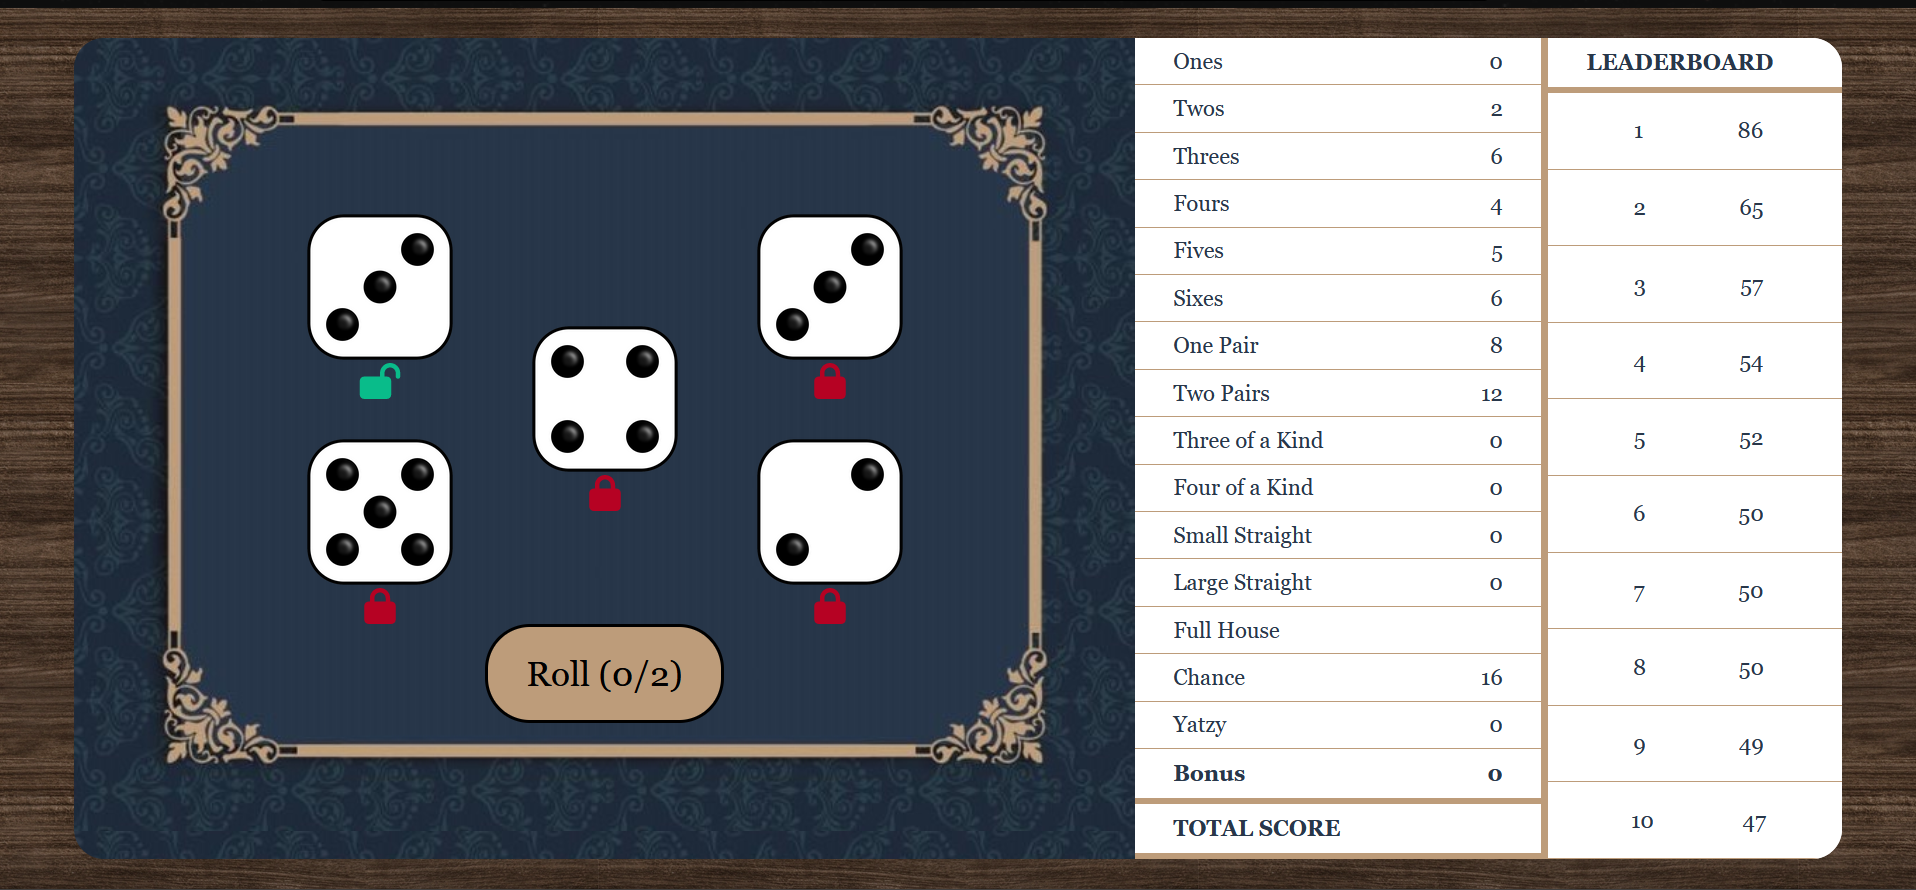 Roll (0/2)
Ones 0
Twos 2
Threes 6
Fours 4
Fives 5
Sixes 6
One Pair 8
Two Pairs 12
Three of a Kind 0
Four of a Kind 0
Small Straight 0
Large Straight 0
Full House
Chance 16
Yatzy 0
Bonus 0
TOTAL SCORE
LEADERBOARD
1 86
2 65
3 57
4 54
5 52
6 50
7 50
8 50
9 49
10 47